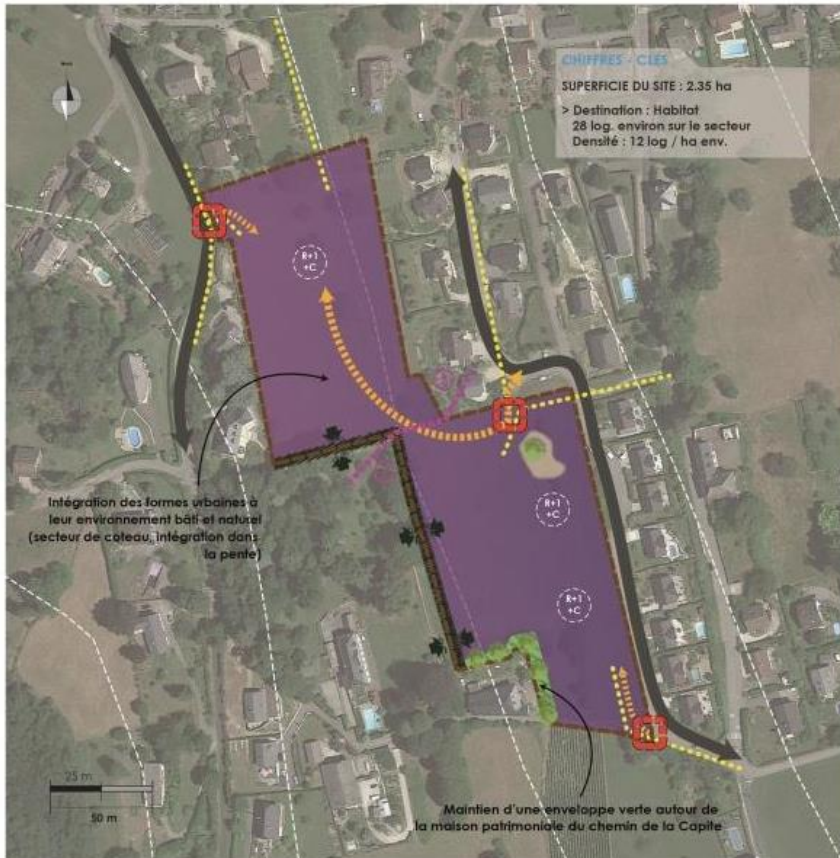 CHIFFRES - CLES
SUPERFICIE DU SITE : 2.35 ha
> Destination : Habitat
28 log. environ sur le secteur
Densité : 12 log / ha env.
Nord
R+1
+C
Intégration des formes urbaines à
leur environnement bâti et naturel
(secteur de coteau, intégration dans
la pente)
R+1
+C
R+1
+C
25 m
50 m
Maintien d'une enveloppe verte autour de
la maison patrimoniale du chemin de la Capite